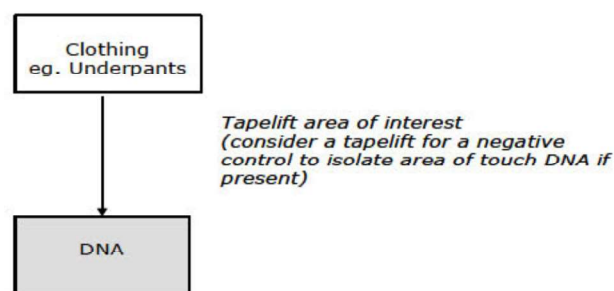 Clothing
eg. Underpants
Tapelift area of interest
(consider a tapelift for a negative
control to isolate area of touch DNA if
present)
DNA